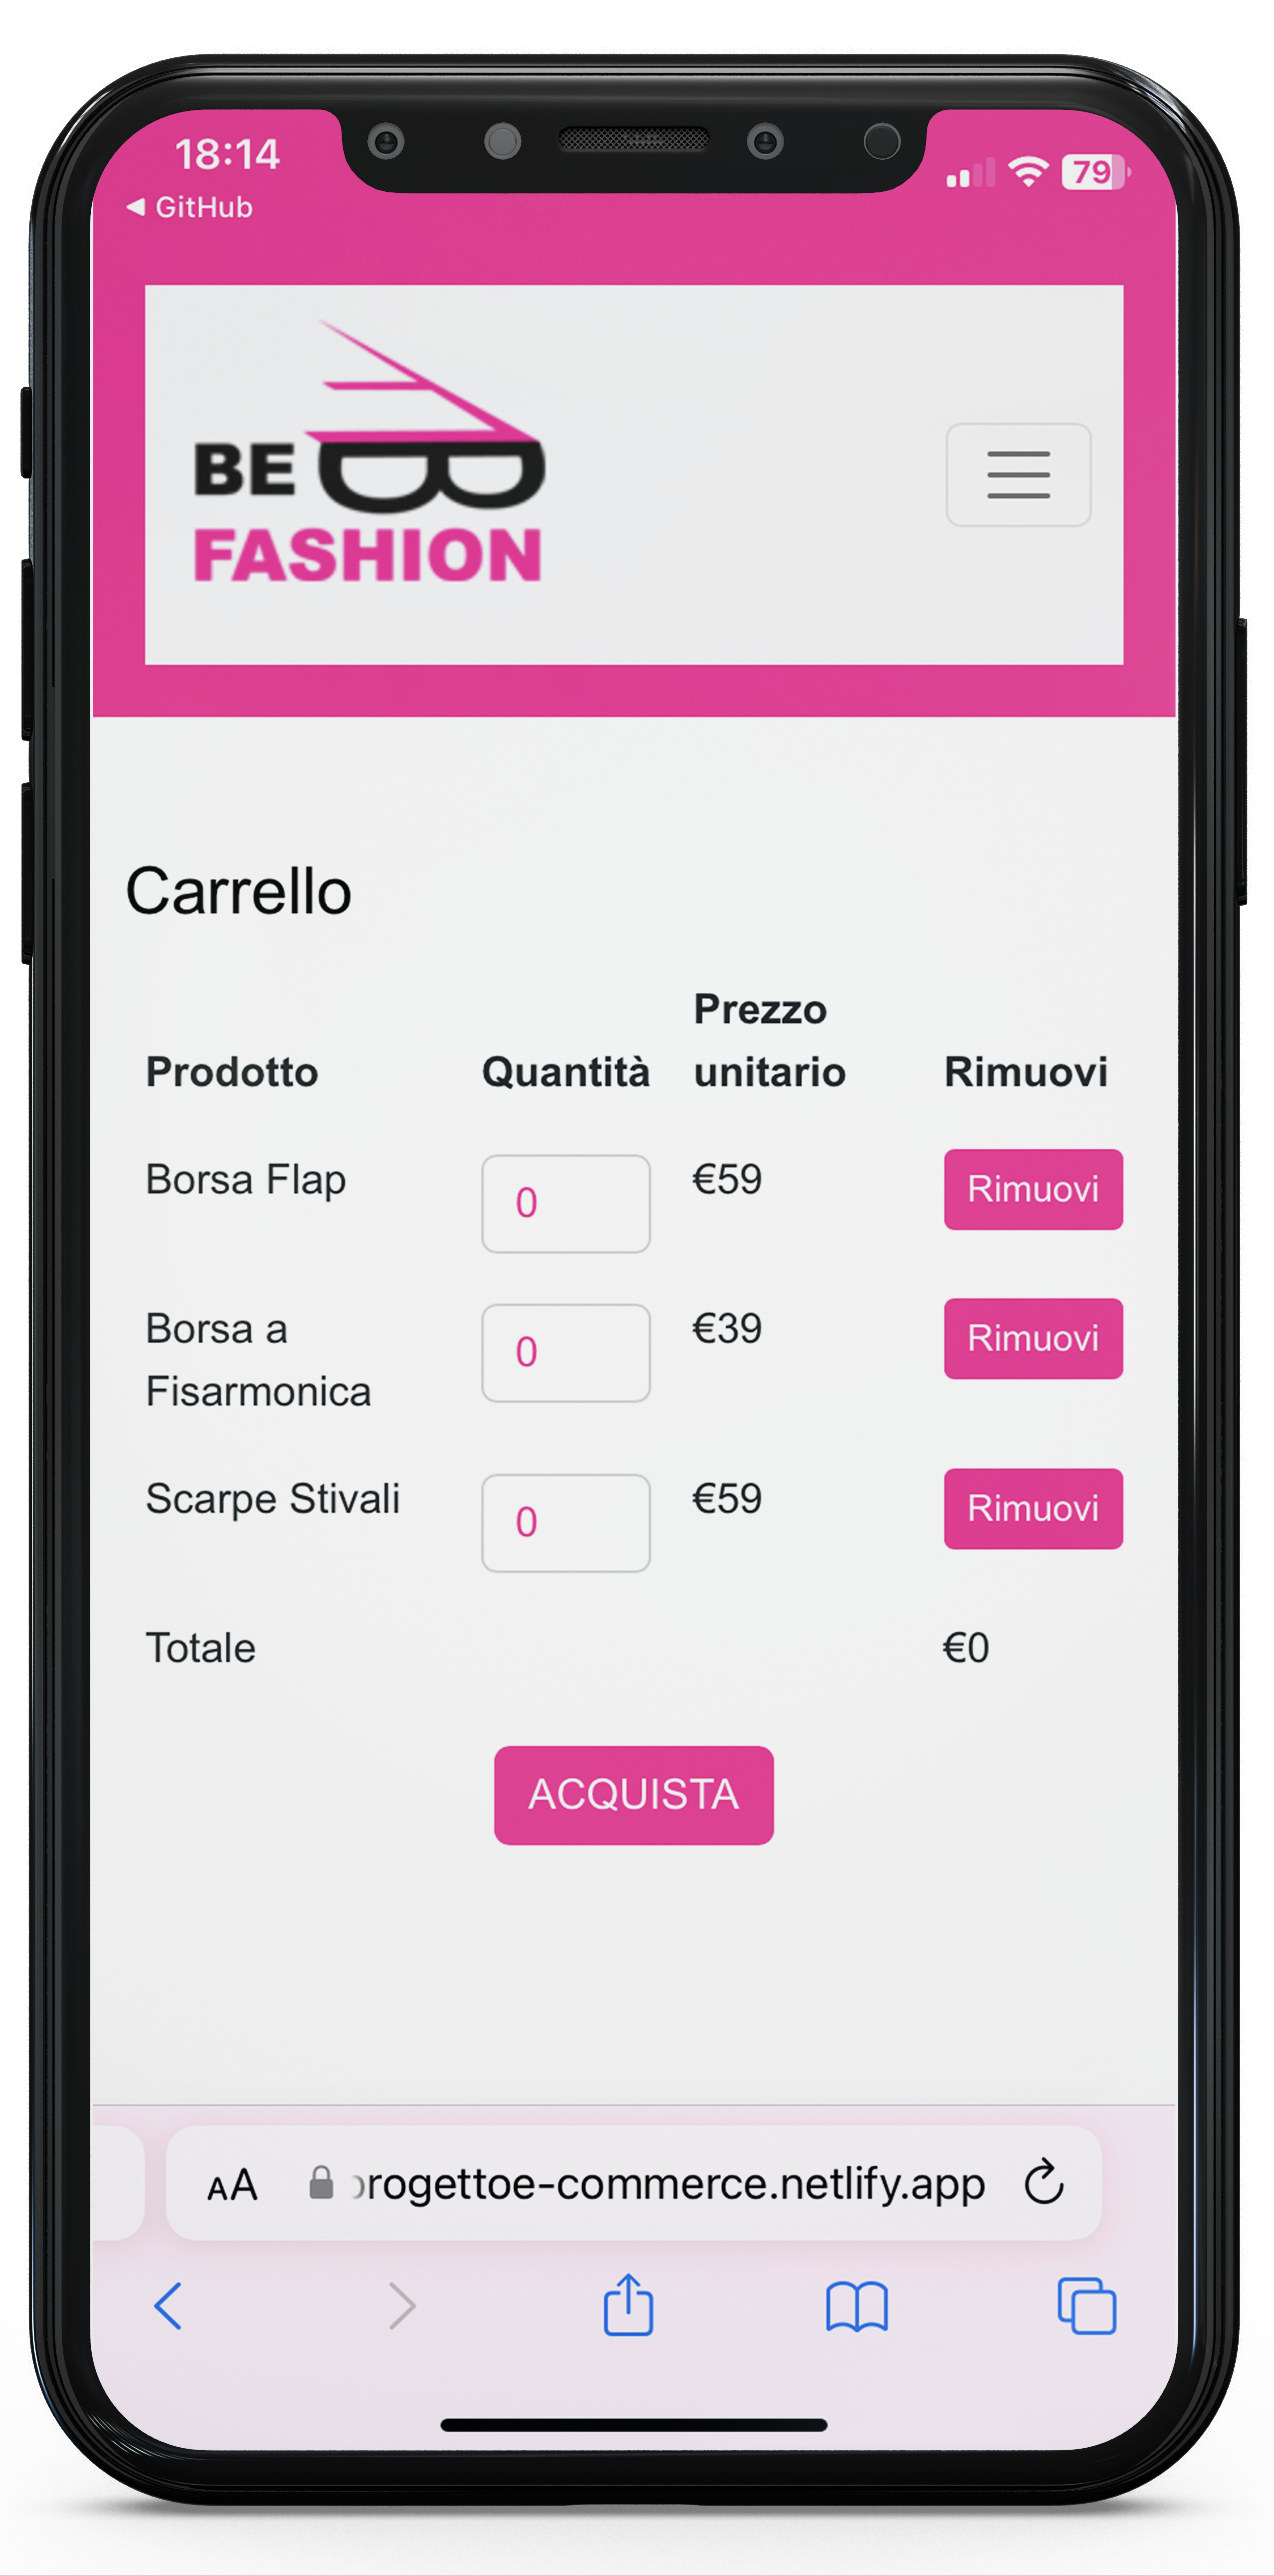 18:14
79
◀ GitHub
BE B
FASHION
Carrello
Prezzo
Prodotto Quantità unitario Rimuovi
Borsa Flap 0 €59 Rimuovi
Borsa a 0 €39 Rimuovi
Fisarmonica
Scarpe Stivali 0 €59 Rimuovi
Totale €0
ACQUISTA
AA rogettoe-commerce.netlify.app